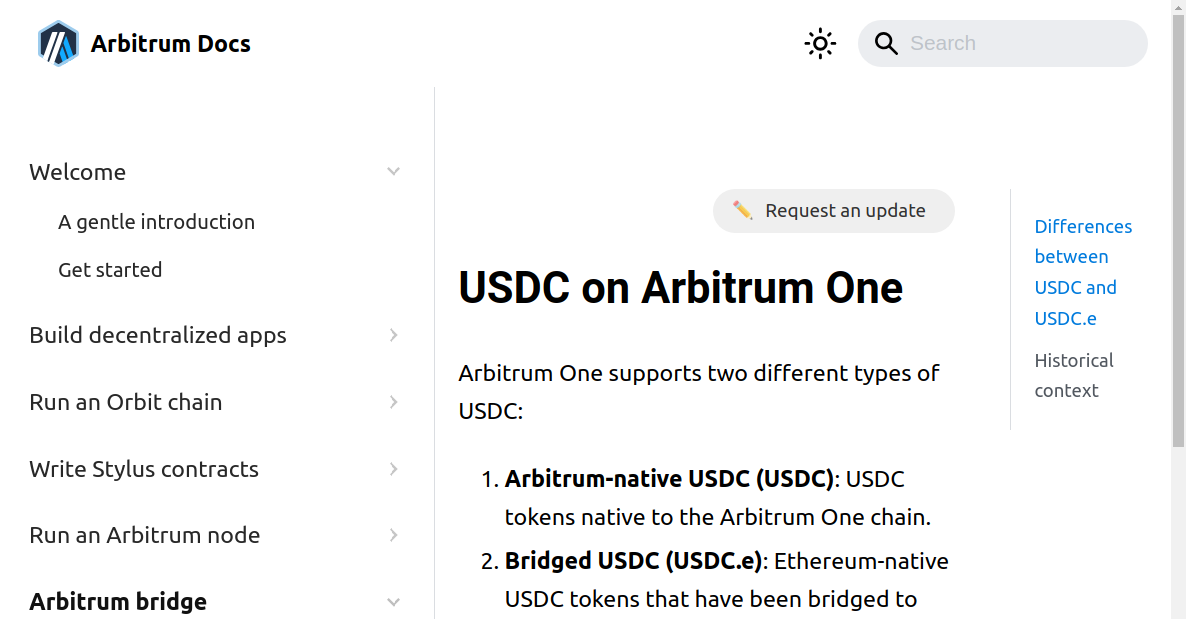 Arbitrum Docs
Search
Welcome
A gentle introduction
Get started
Build decentralized apps
Run an Orbit chain
Write Stylus contracts
Run an Arbitrum node
Arbitrum bridge
Request an update
USDC on Arbitrum One
Arbitrum One supports two different types of
USDC:
1. Arbitrum-native USDC (USDC): USDC
tokens native to the Arbitrum One chain.
2. Bridged USDC (USDC.e): Ethereum-native
USDC tokens that have been bridged to
Differences
between
USDC and
USDC.e
Historical
context